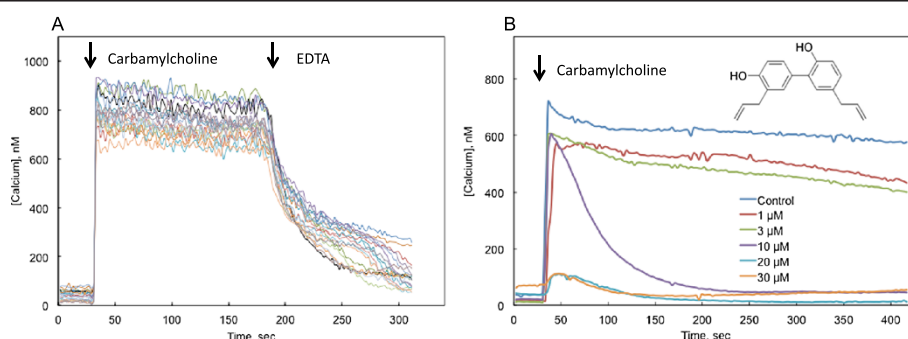 A
Carbamylcholine
EDTA
[Calcium], nM
1000
800
600
400
200
0
0 50 100 150 200 250 300
Time, sec
B
Carbamylcholine
HO
HO
[Calcium], nM
800
600
400
200
0
Control
1 µM
3 µM
10 µM
20 µM
30 µM
0 50 100 150 200 250 300 350 400
Time, sec